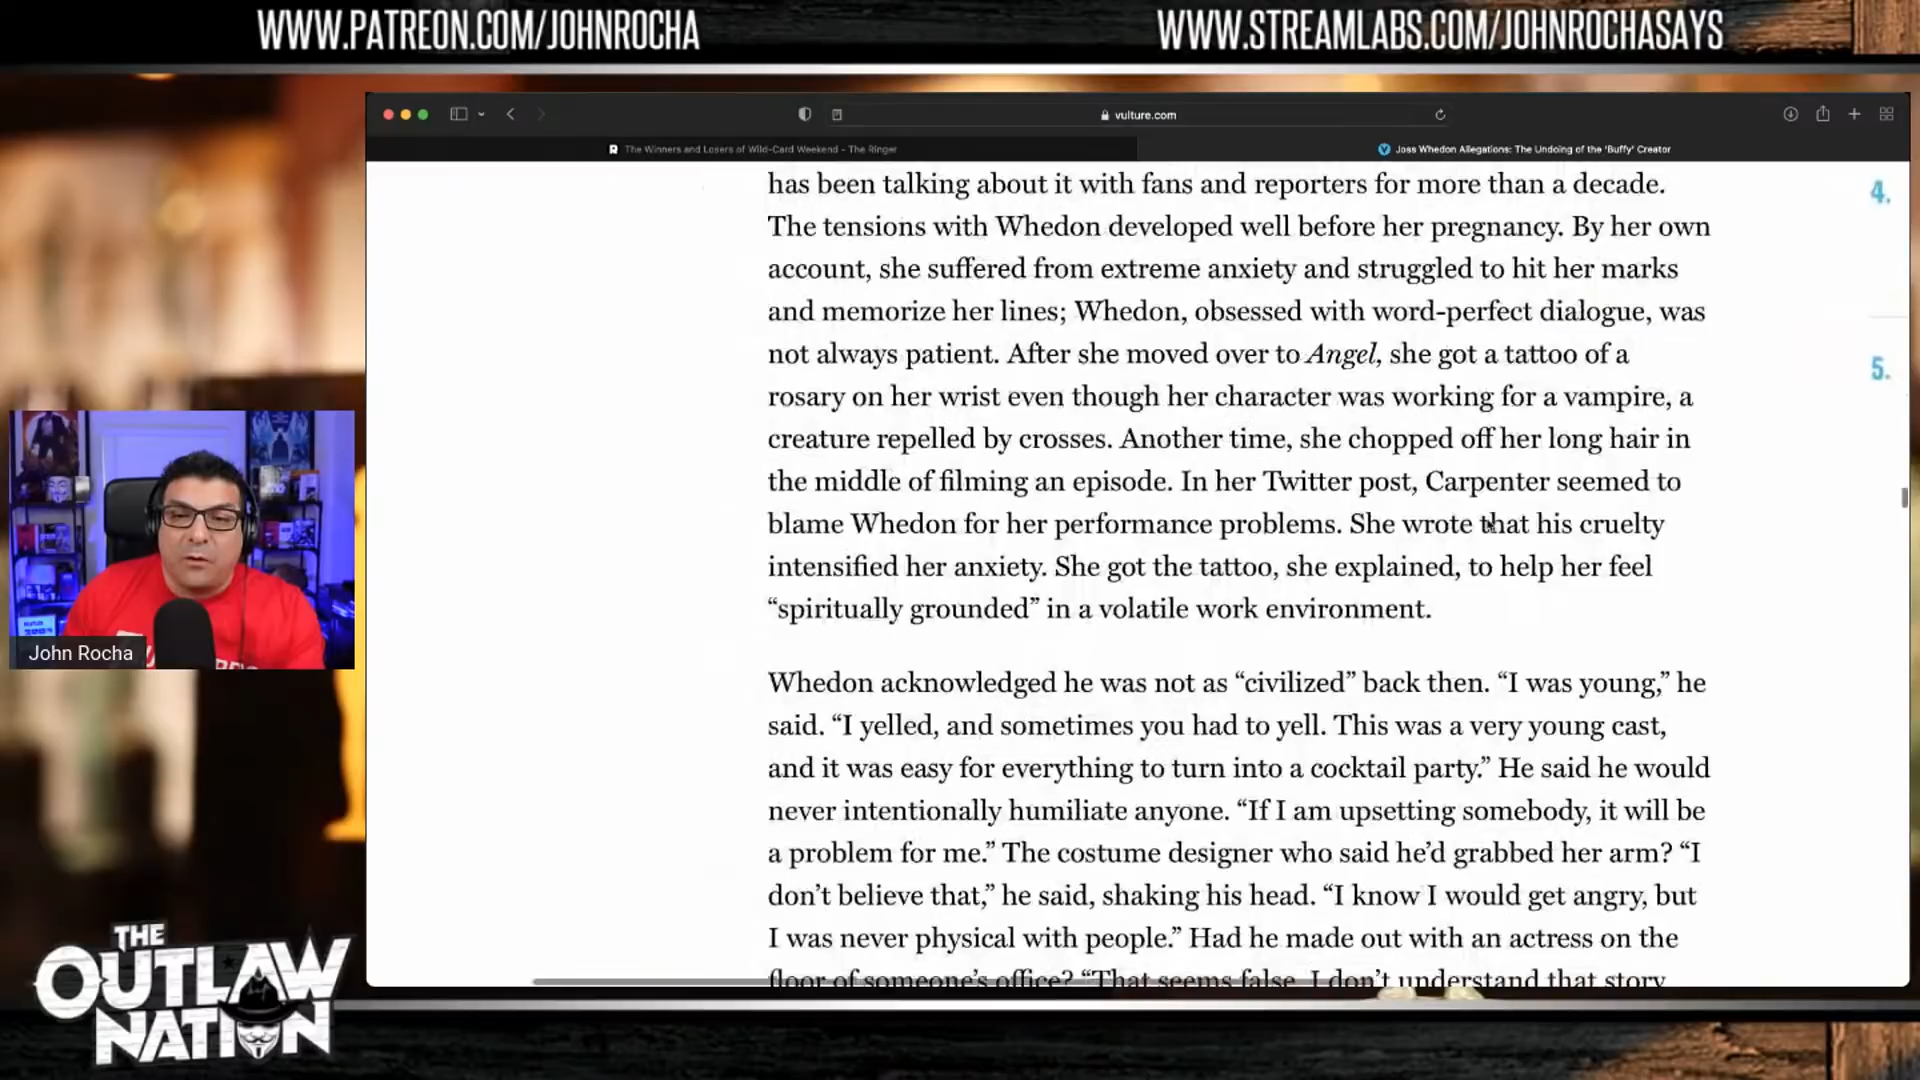 WWW.PATREON.COM/JOHNROCHA
WWW.STREAMLABS.COM/JOHNROCHASAYS
vulture.com
The Winners and Losers of Wild-Card Weekend - The Ringer
Joss Whedon Allegations: The Undoing of the 'Buffy' Creator
has been talking about it with fans and reporters for more than a decade.
The tensions with Whedon developed well before her pregnancy. By her own
account, she suffered from extreme anxiety and struggled to hit her marks
and memorize her lines; Whedon, obsessed with word-perfect dialogue, was
not always patient. After she moved over to Angel, she got a tattoo of a
rosary on her wrist even though her character was working for a vampire, a
creature repelled by crosses. Another time, she chopped off her long hair in
the middle of filming an episode. In her Twitter post, Carpenter seemed to
blame Whedon for her performance problems. She wrote that his cruelty
intensified her anxiety. She got the tattoo, she explained, to help her feel
“spiritually grounded” in a volatile work environment.
Whedon acknowledged he was not as “civilized” back then. “I was young,” he
said. “I yelled, and sometimes you had to yell. This was a very young cast,
and it was easy for everything to turn into a cocktail party.” He said he would
never intentionally humiliate anyone. “If I am upsetting somebody, it will be
a problem for me.” The costume designer who said he’d grabbed her arm? “I
don’t believe that,” he said, shaking his head. “I know I would get angry, but
I was never physical with people.” Had he made out with an actress on the
floor of someone’s office? “That seems false. I don’t understand that story
4.
5.
John Rocha
THE
OUTLAW
NATION